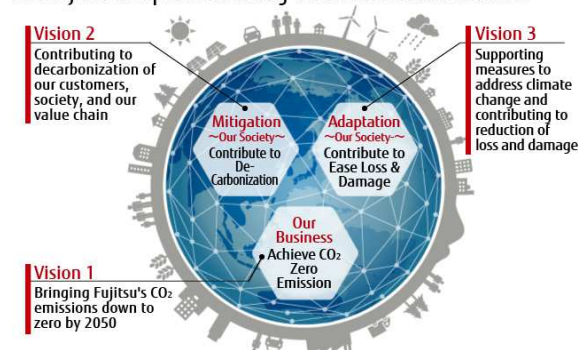 Vision 2
Contributing to
decarbonization of
our customers,
society, and our
value chain
Vision 3
Supporting
measures to
address climate
change and
contributing to
reduction of
loss and damage
Mitigation
~Our Society~
Contribute to
De-
Carbonization
Adaptation
~Our Society-~
Contribute to
Ease Loss &
Damage
Our
Business
Achieve CO₂
Zero
Emission
Vision 1
Bringing Fujitsu's CO₂
emissions down to
zero by 2050